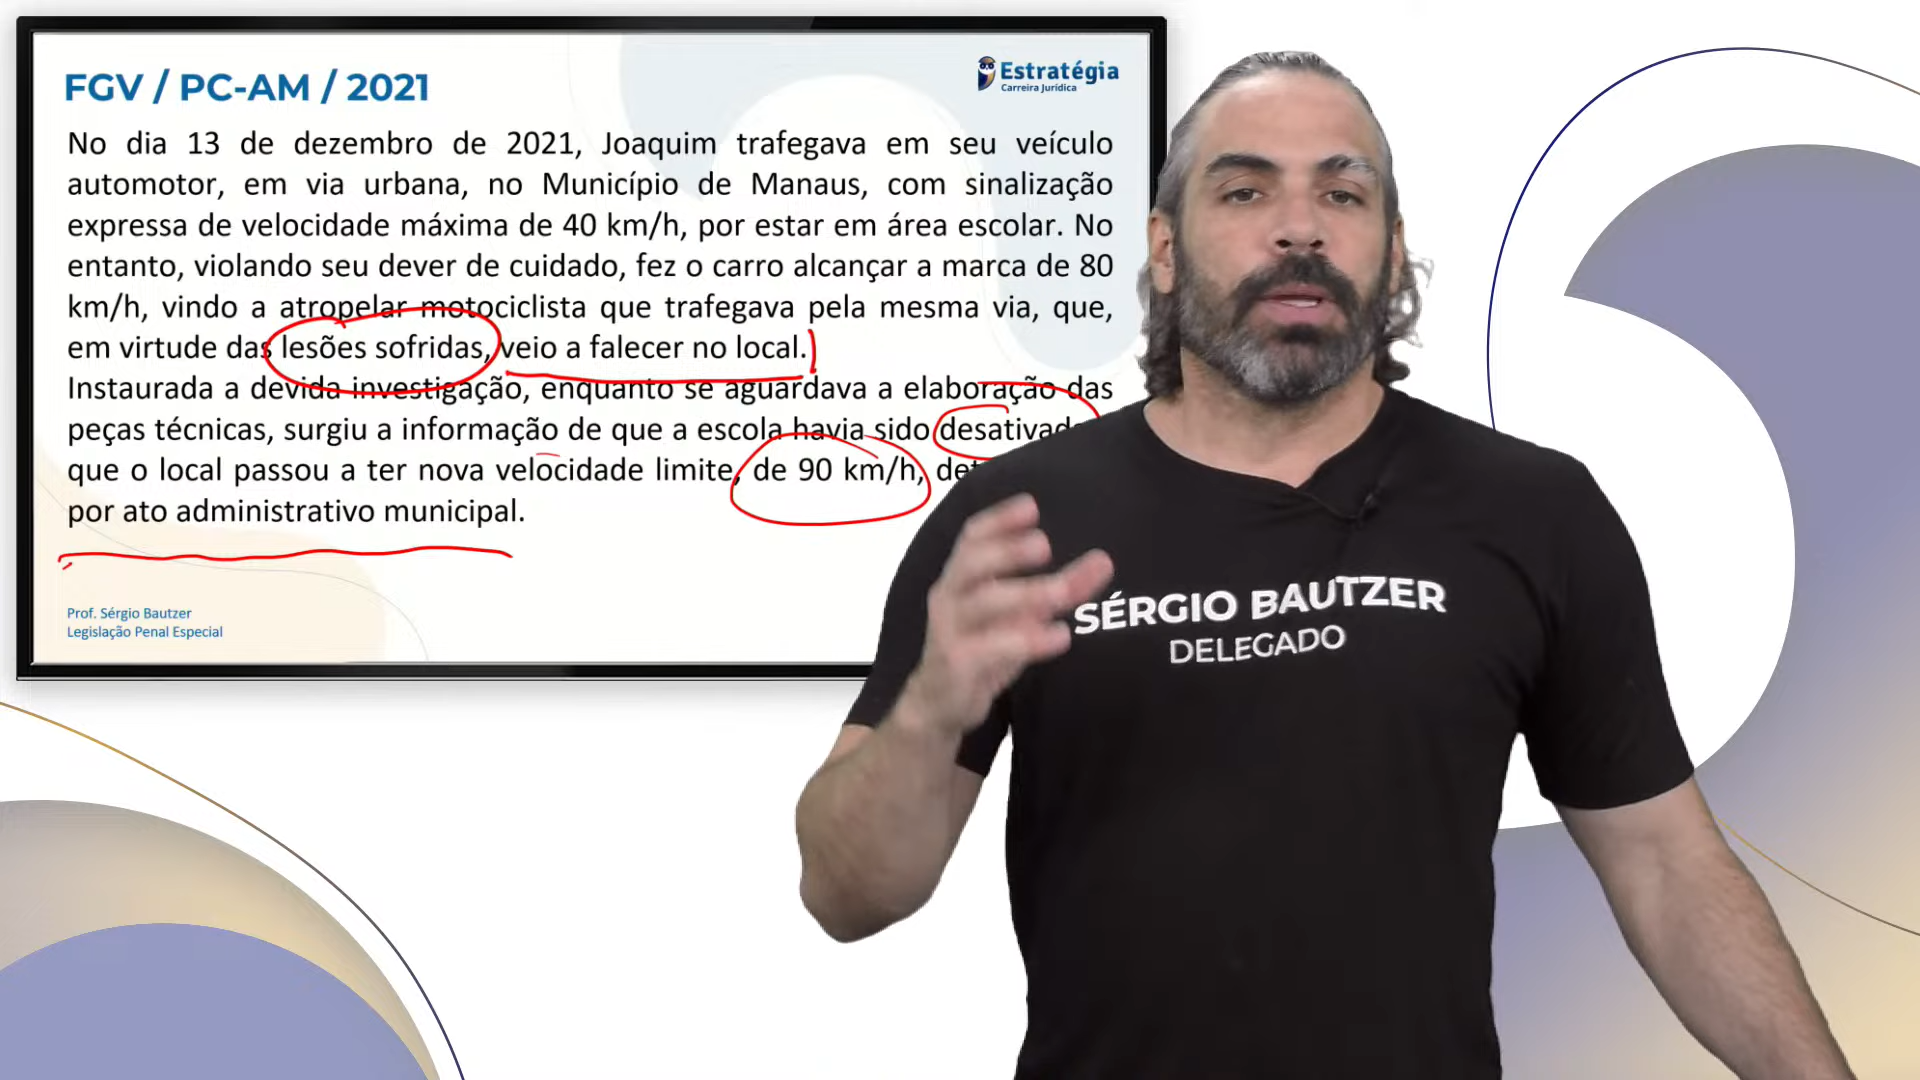 FGV / PC-AM / 2021
Estratégia
Carreira Jurídica
No dia 13 de dezembro de 2021, Joaquim trafegava em seu veículo
automotor, em via urbana, no Município de Manaus, com sinalização
expressa de velocidade máxima de 40 km/h, por estar em área escolar. No
entanto, violando seu dever de cuidado, fez o carro alcançar a marca de 80
km/h, vindo a atropelar motociclista que trafegava pela mesma via, que,
em virtude das lesões sofridas, veio a falecer no local.
Instaurada a devida investigação, enquanto se aguardava a elaboração das
peças técnicas, surgiu a informação de que a escola havia sido
que o local passou a ter nova velocidade limite, de 90 km/h,
por ato administrativo municipal.
Prof. Sérgio Bautzer
Legislação Penal Especial
SÉRGIO BAUTZER
DELEGADO